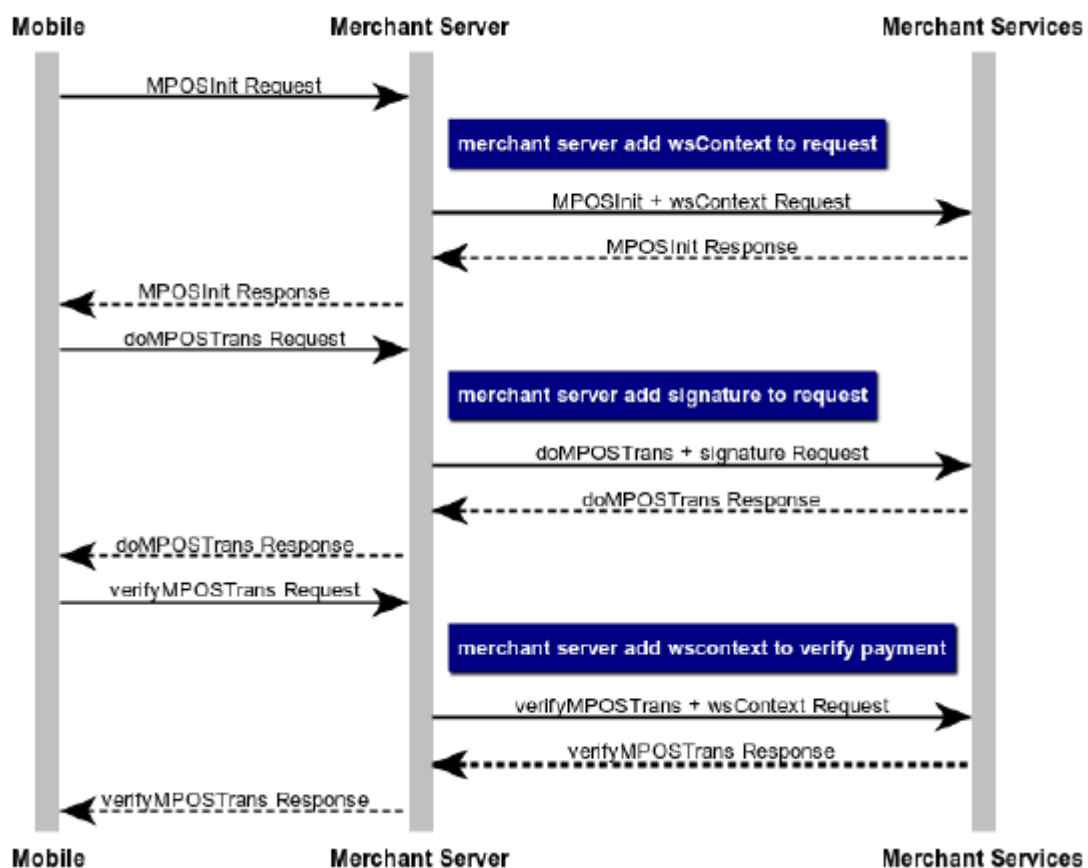 Mobile
Merchant Server
Merchant Services
MPOSInit Request
merchant server add wsContext to request
MPOSInit + wsContext Request
MPOSInit Response
MPOSInit Response
doMPOSTrans Request
merchant server add signature to request
doMPOSTrans + signature Request
doMPOSTrans Response
doMPOSTrans Response
verifyMPOSTrans Request
merchant server add wscontext to verify payment
verifyMPOSTrans + wsContext Request
verifyMPOSTrans Response
verifyMPOSTrans Response
Mobile
Merchant Server
Merchant Services